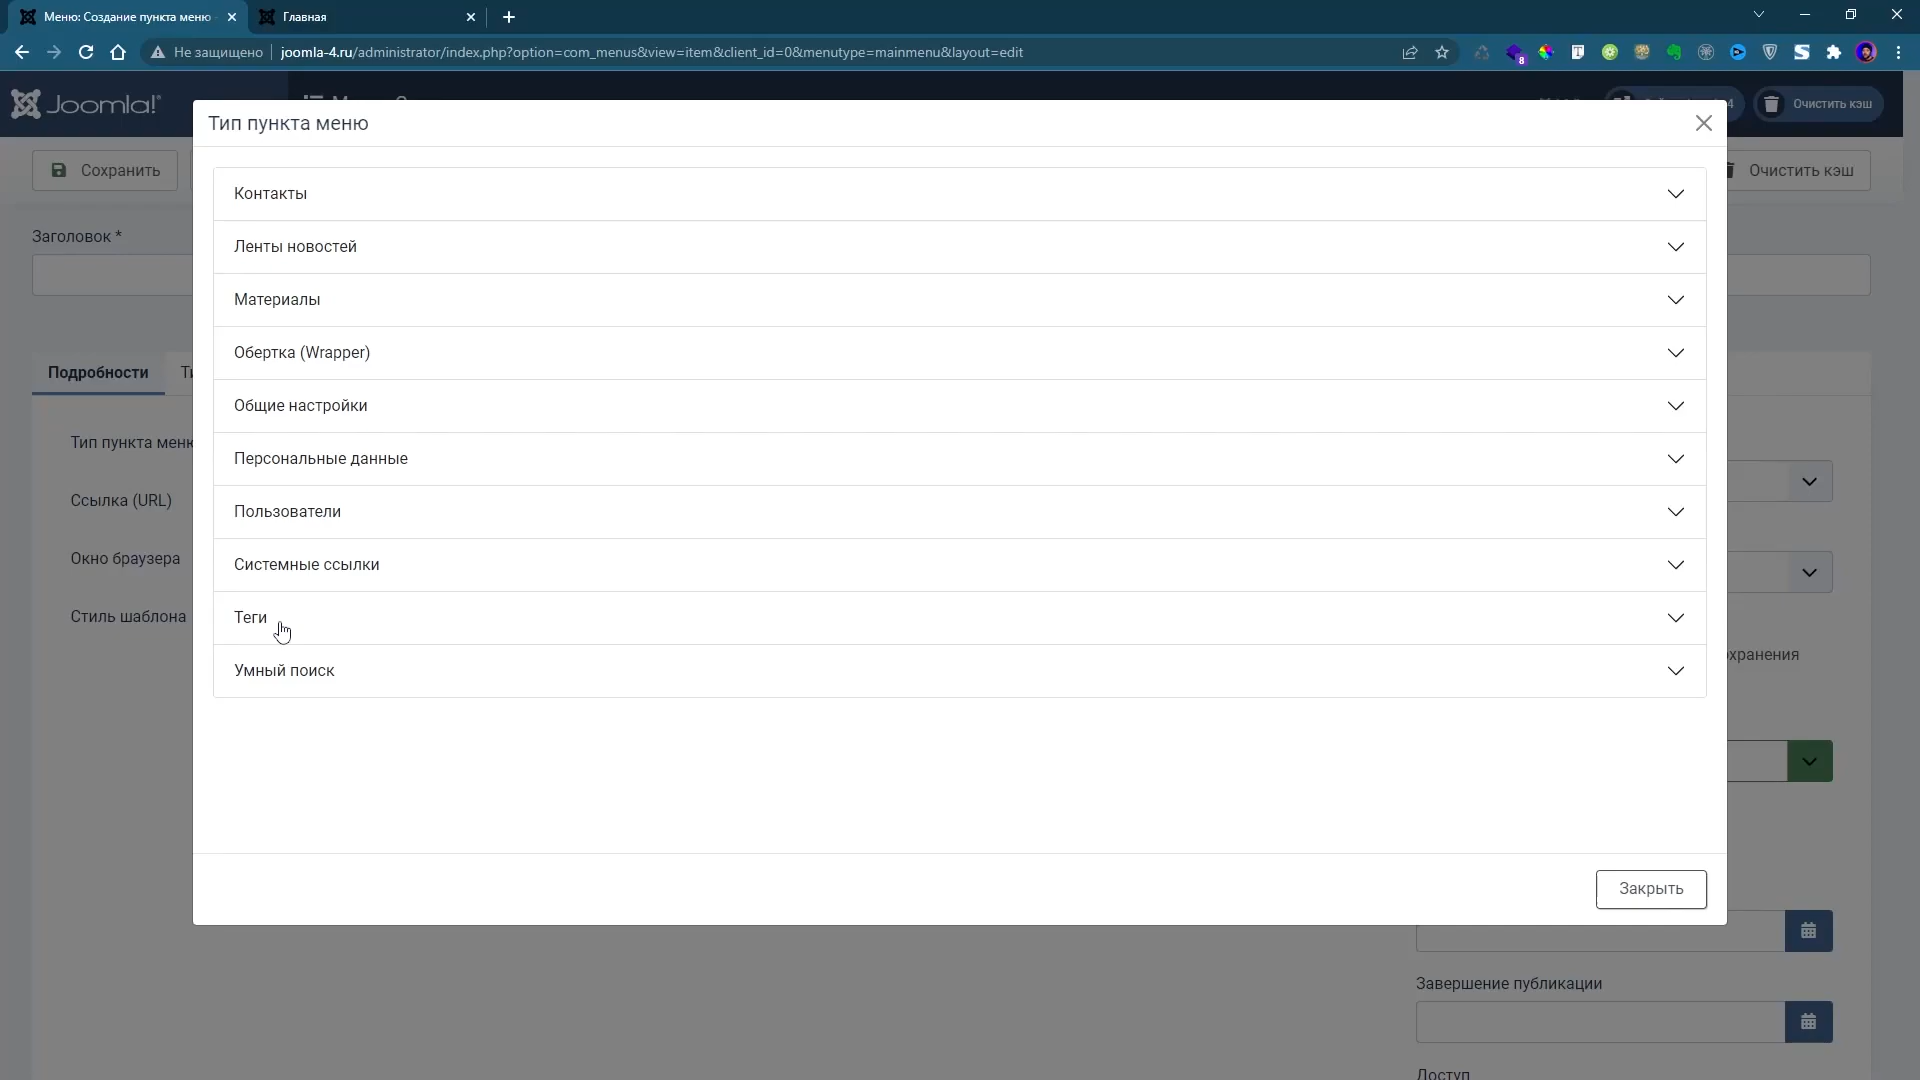 Меню: Создание пункта меню
Главная
Не защищено
joomla-4.ru/administrator/index.php?option=com_menus&view=item&client_id=0&menutype=mainmenu&layout=edit
8
Joomla!
Очистить кэш
Сохранить
Очистить кэш
Тип пункта меню
Заголовок *
Контакты
Ленты новостей
Материалы
Обертка (Wrapper)
Общие настройки
Персональные данные
Пользователи
Системные ссылки
Теги
Умный поиск
Закрыть
Подробности
Тип пункта меню
Ссылка (URL)
Окно браузера
Стиль шаблона
Завершение публикации
Доступ